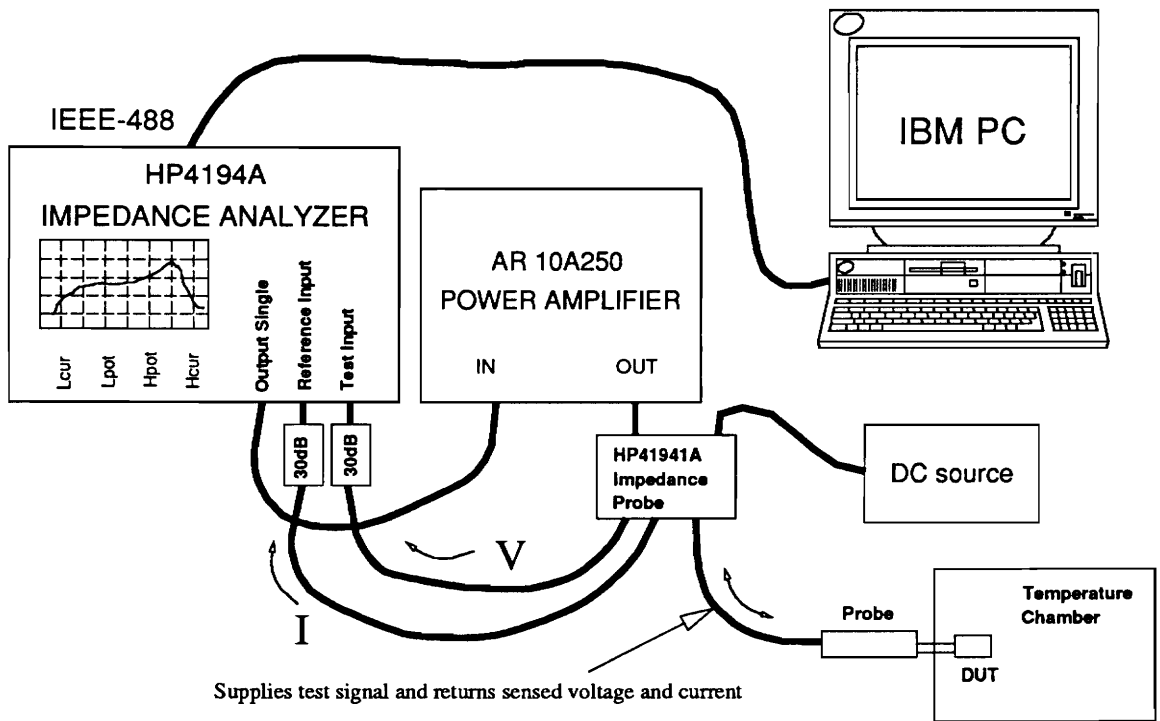 IEEE-488
HP4194A
IMPEDANCE ANALYZER
Lcur
Lpot
Hpot
Hcur
Output Single
Reference Input
Test Input
30dB
30dB
AR 10A250
POWER AMPLIFIER
IN
OUT
IBM PC
HP41941A
Impedance
Probe
DC source
V
I
Temperature
Chamber
Probe
DUT
Supplies test signal and returns sensed voltage and current